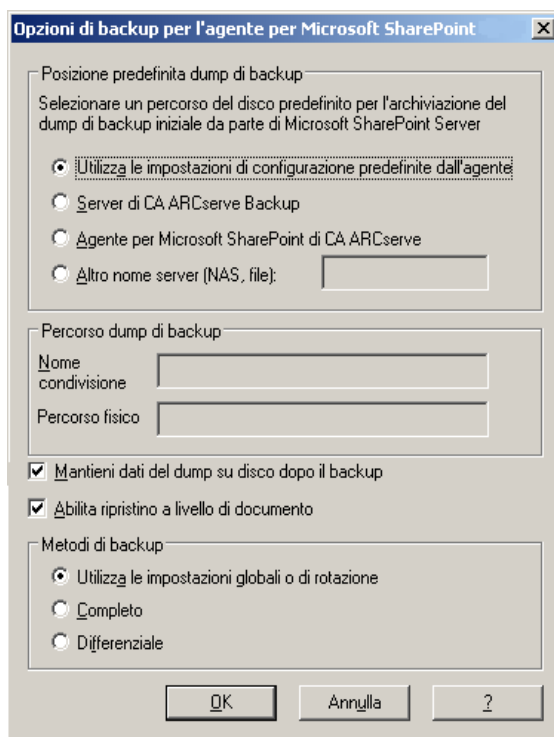 Opzioni di backup per l'agente per Microsoft SharePoint
Posizione predefinita dump di backup
Selezionare un percorso del disco predefinito per l'archiviazione del
dump di backup iniziale da parte di Microsoft SharePoint Server
Utilizza le impostazioni di configurazione predefinite dall'agente
Server di CA ARCserve Backup
Agente per Microsoft SharePoint di CA ARCserve
Altro nome server (NAS, file):
Percorso dump di backup
Nome
condivisione
Percorso fisico
Mantieni dati del dump su disco dopo il backup
Abilita ripristino a livello di documento
Metodi di backup
Utilizza le impostazioni globali o di rotazione
Completo
Differenziale
OK
Annulla
?